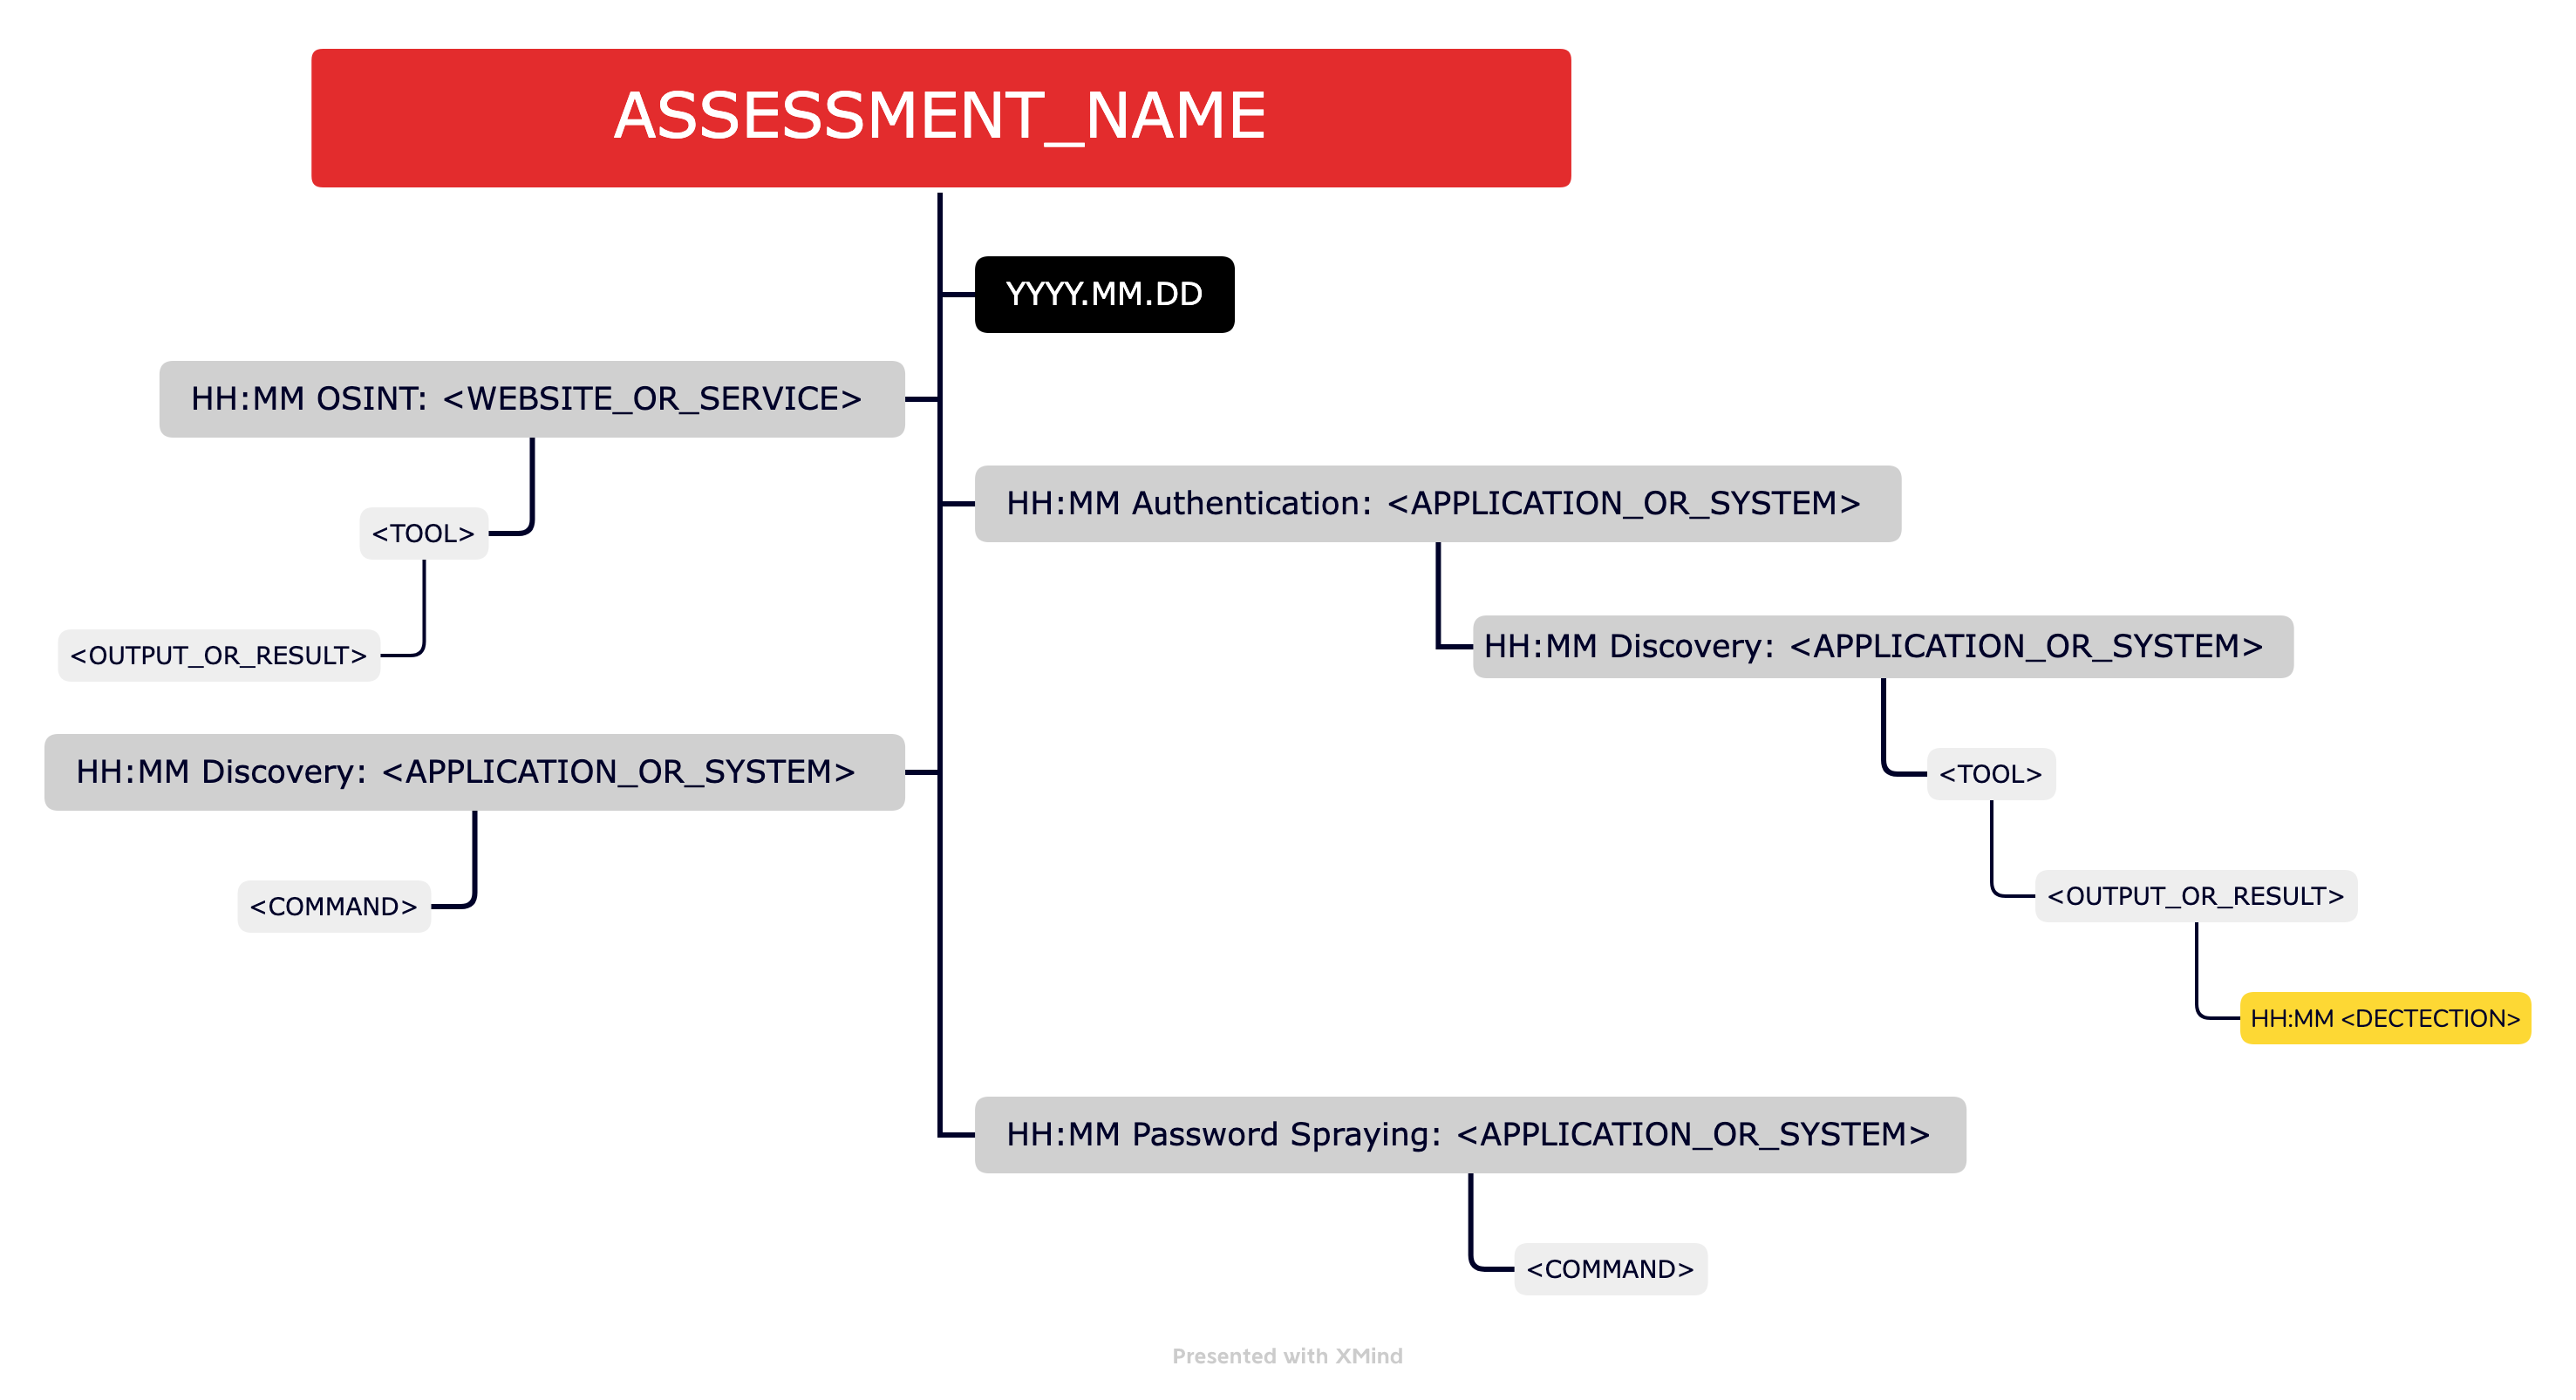 ASSESSMENT_NAME
YYYY.MM.DD
HH:MM OSINT: <WEBSITE_OR_SERVICE>
<TOOL>
<OUTPUT_OR_RESULT>
HH:MM Authentication: <APPLICATION_OR_SYSTEM>
HH:MM Discovery: <APPLICATION_OR_SYSTEM>
<TOOL>
<OUTPUT_OR_RESULT>
HH:MM <DECTECTION>
HH:MM Discovery: <APPLICATION_OR_SYSTEM>
<COMMAND>
HH:MM Password Spraying: <APPLICATION_OR_SYSTEM>
<COMMAND>
Presented with XMind